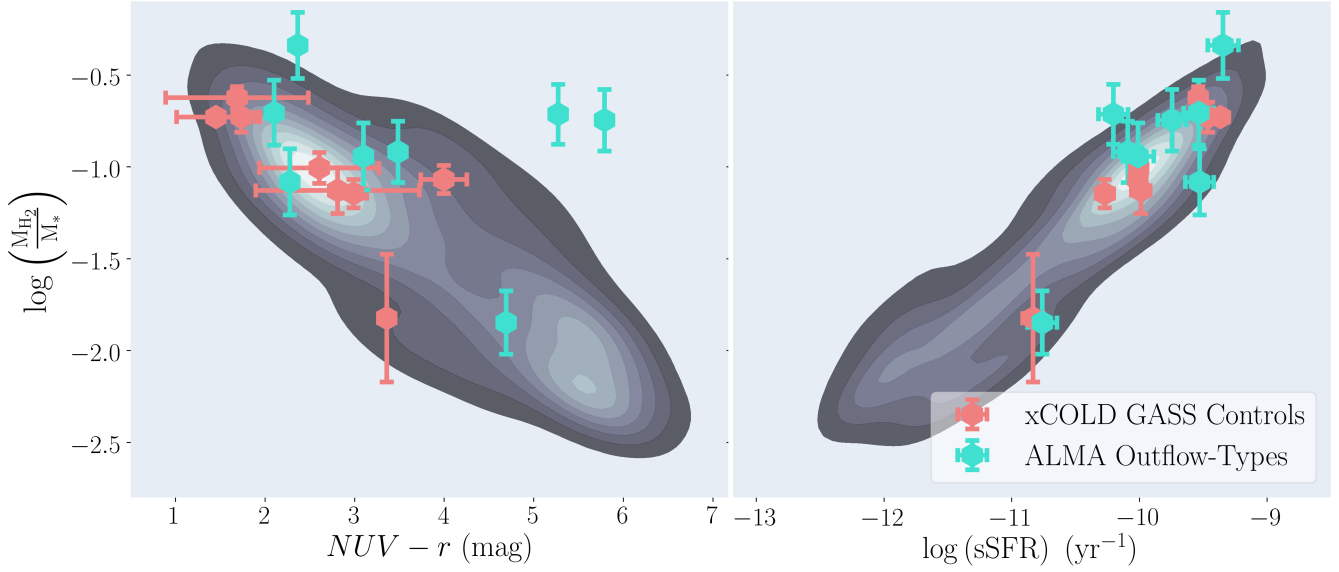 log (M_H2 / M_*)
−0.5
−1.0
−1.5
−2.0
−2.5
1 2 3 4 5 6 7
NUV − r (mag)
−13 −12 −11 −10 −9
log (sSFR) (yr⁻¹)
xCOLD GASS Controls
ALMA Outflow-Types